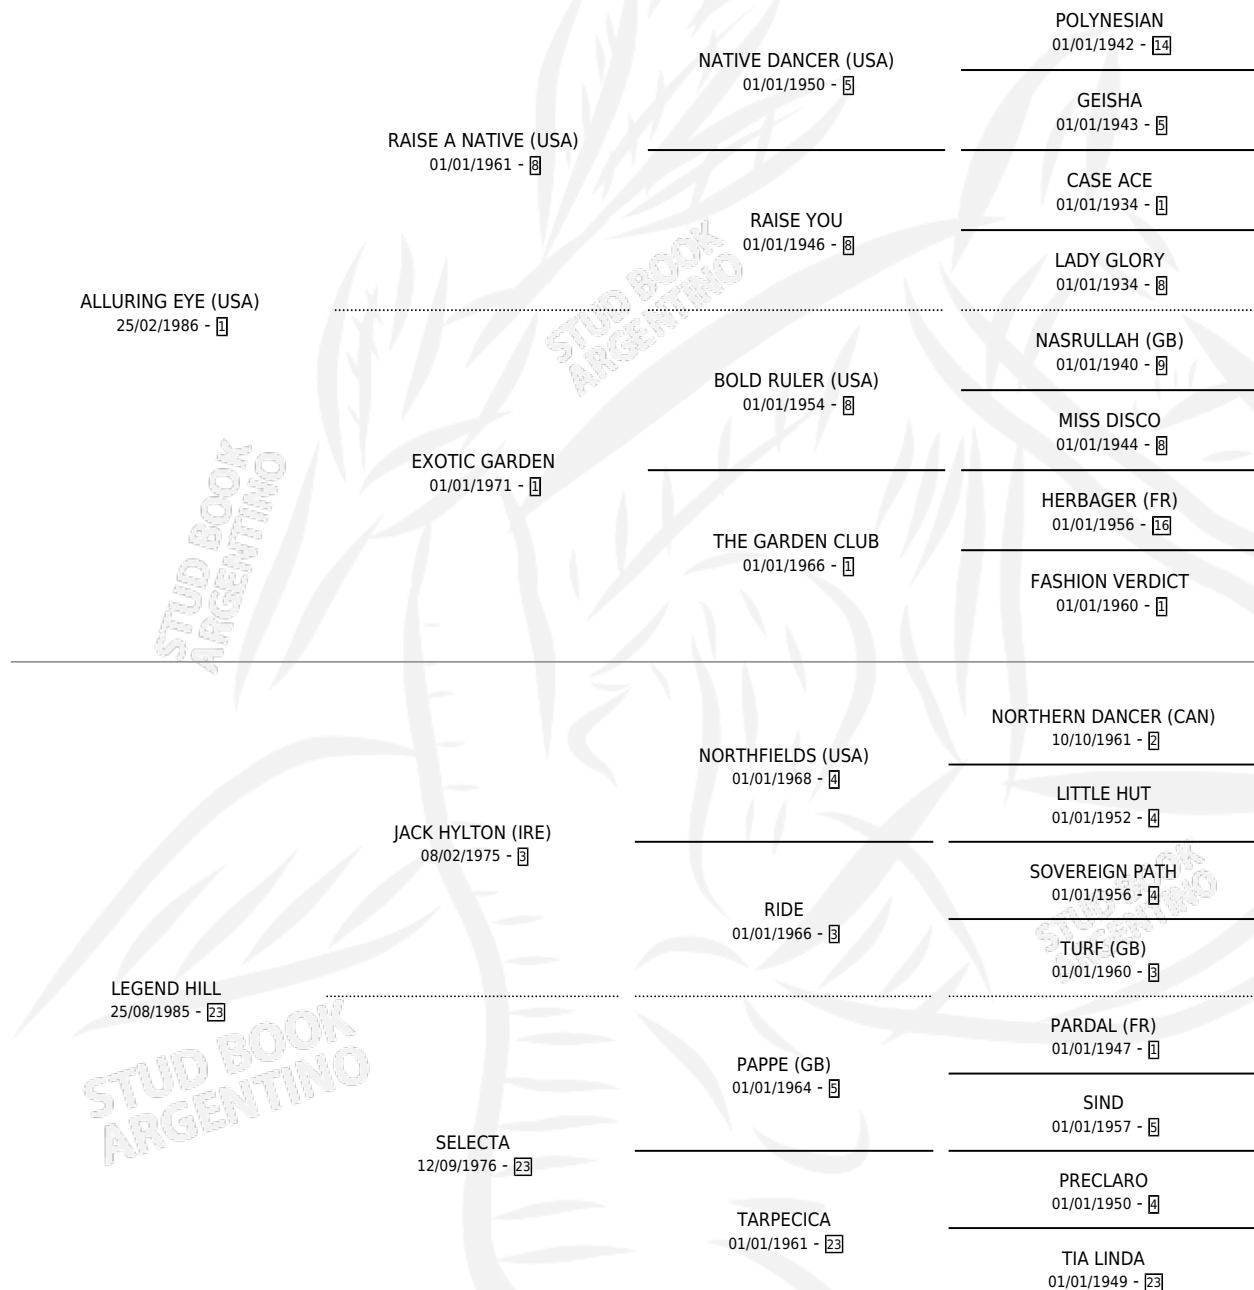 POLYNESIAN
01/01/1942 - 14
NATIVE DANCER (USA)
01/01/1950 - 5
GEISHA
01/01/1943 - 5
RAISE A NATIVE (USA)
01/01/1961 - 8
CASE ACE
01/01/1934 - 1
RAISE YOU
01/01/1946 - 8
LADY GLORY
01/01/1934 - 8
ALLURING EYE (USA)
25/02/1986 - 1
NASRULLAH (GB)
01/01/1940 - 9
BOLD RULER (USA)
01/01/1954 - 8
MISS DISCO
01/01/1944 - 8
EXOTIC GARDEN
01/01/1971 - 1
HERBAGER (FR)
01/01/1956 - 16
THE GARDEN CLUB
01/01/1966 - 1
FASHION VERDICT
01/01/1960 - 1
NORTHERN DANCER (CAN)
10/10/1961 - 2
NORTHFIELDS (USA)
01/01/1968 - 4
LITTLE HUT
01/01/1952 - 4
JACK HYLTON (IRE)
08/02/1975 - 3
SOVEREIGN PATH
01/01/1956 - 4
RIDE
01/01/1966 - 3
TURF (GB)
01/01/1960 - 3
LEGEND HILL
25/08/1985 - 23
PARDAL (FR)
01/01/1947 - 1
PAPPE (GB)
01/01/1964 - 5
SIND
01/01/1957 - 5
SELECTA
12/09/1976 - 23
PRECLARO
01/01/1950 - 4
TARPECICA
01/01/1961 - 23
TIA LINDA
01/01/1949 - 23
STUD BOOK
ARGENTINO
STUD BOOK
ARGENTINO
STUD BOOK
ARGENTINO
STUD BOOK
ARGENTINO